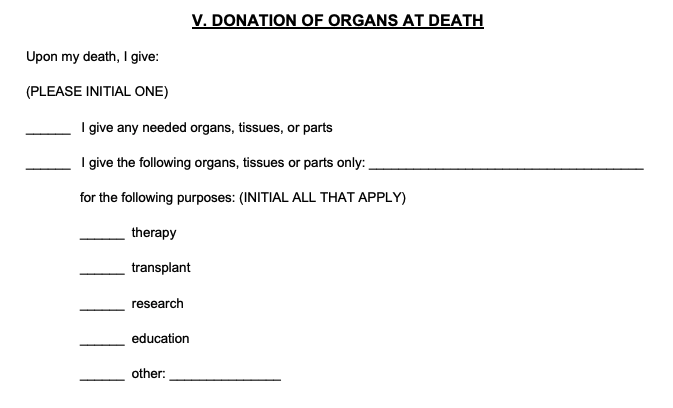 V. DONATION OF ORGANS AT DEATH
Upon my death, I give:
(PLEASE INITIAL ONE)
______ I give any needed organs, tissues, or parts
______ I give the following organs, tissues or parts only: _____________________________________
for the following purposes: (INITIAL ALL THAT APPLY)
______ therapy
______ transplant
______ research
______ education
______ other: _______________